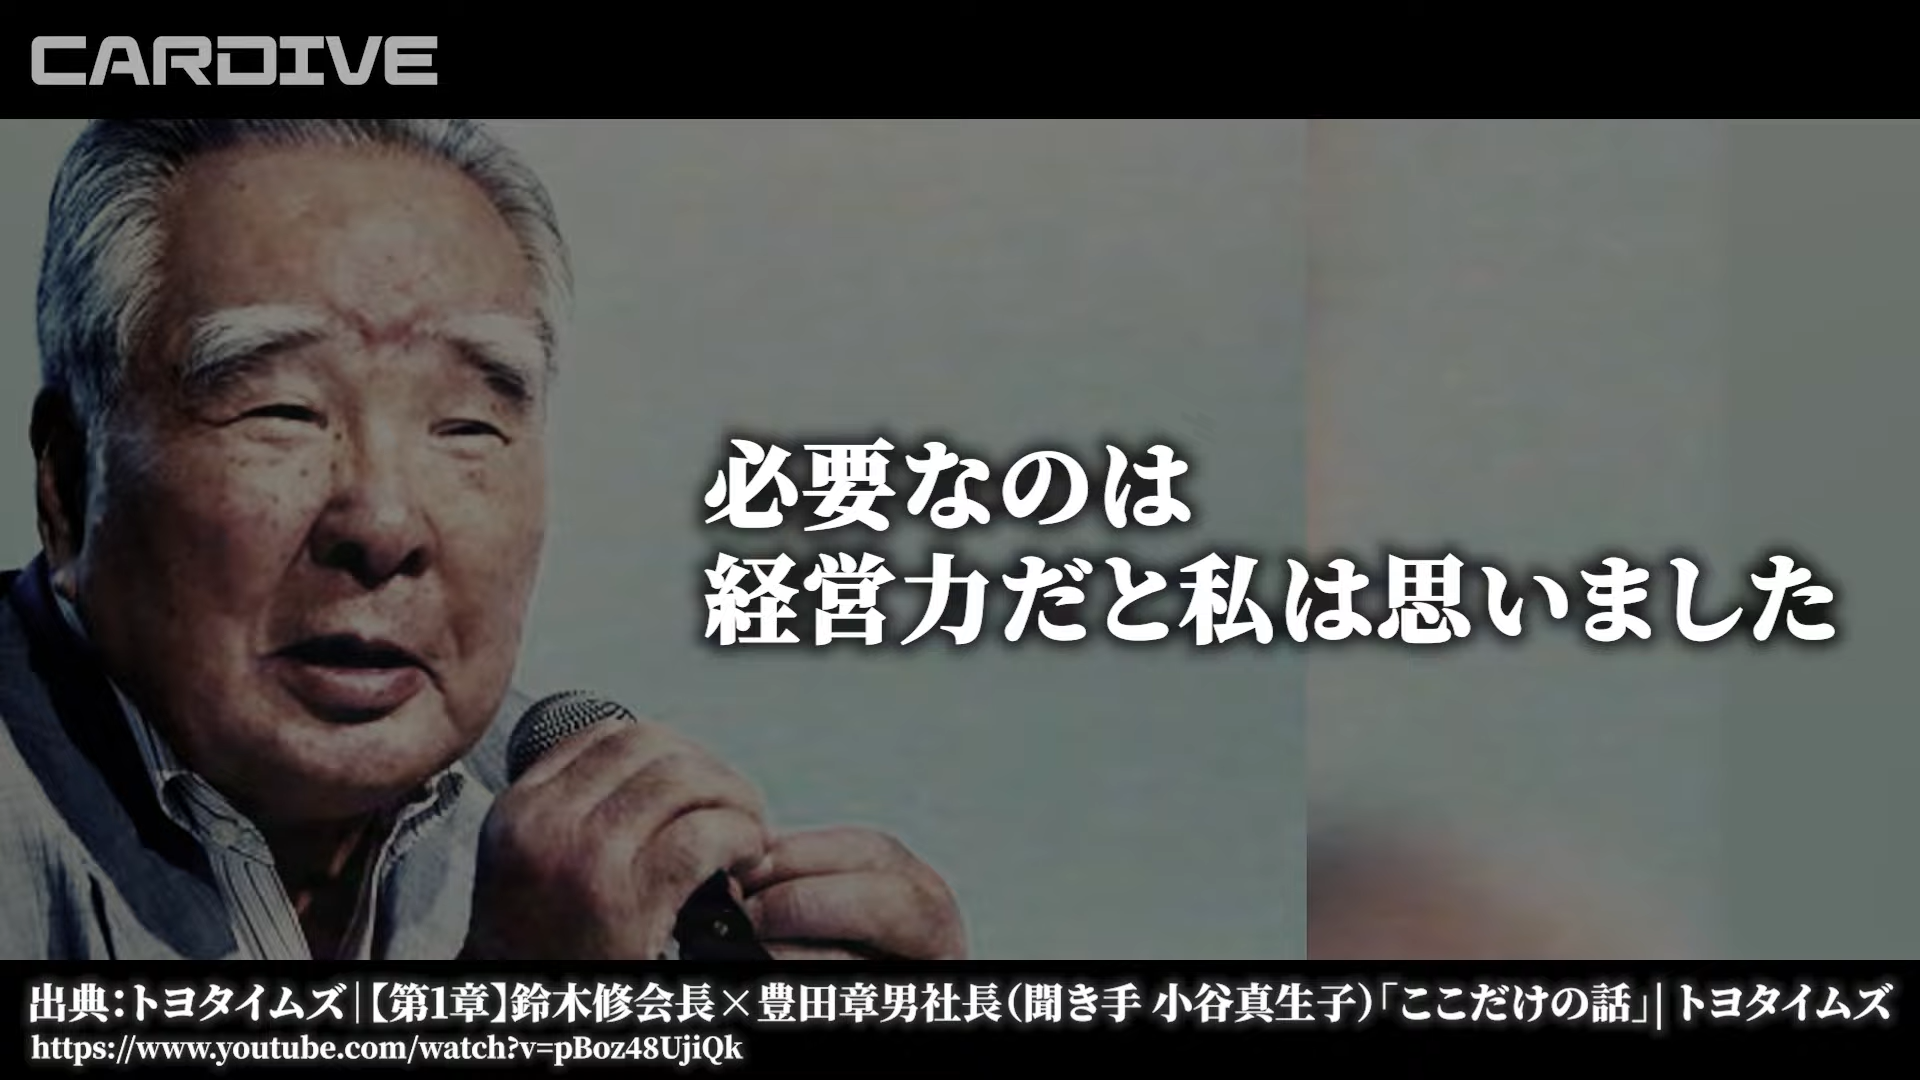 CARDIVE
必要なのは
経営力だと私は思いました
出典：トヨタイムズ|【第1章】鈴木修会長×豊田章男社長（聞き手 小谷真生子）「ここだけの話」| トヨタイムズ
https://www.youtube.com/watch?v=pBoz48UjiQk